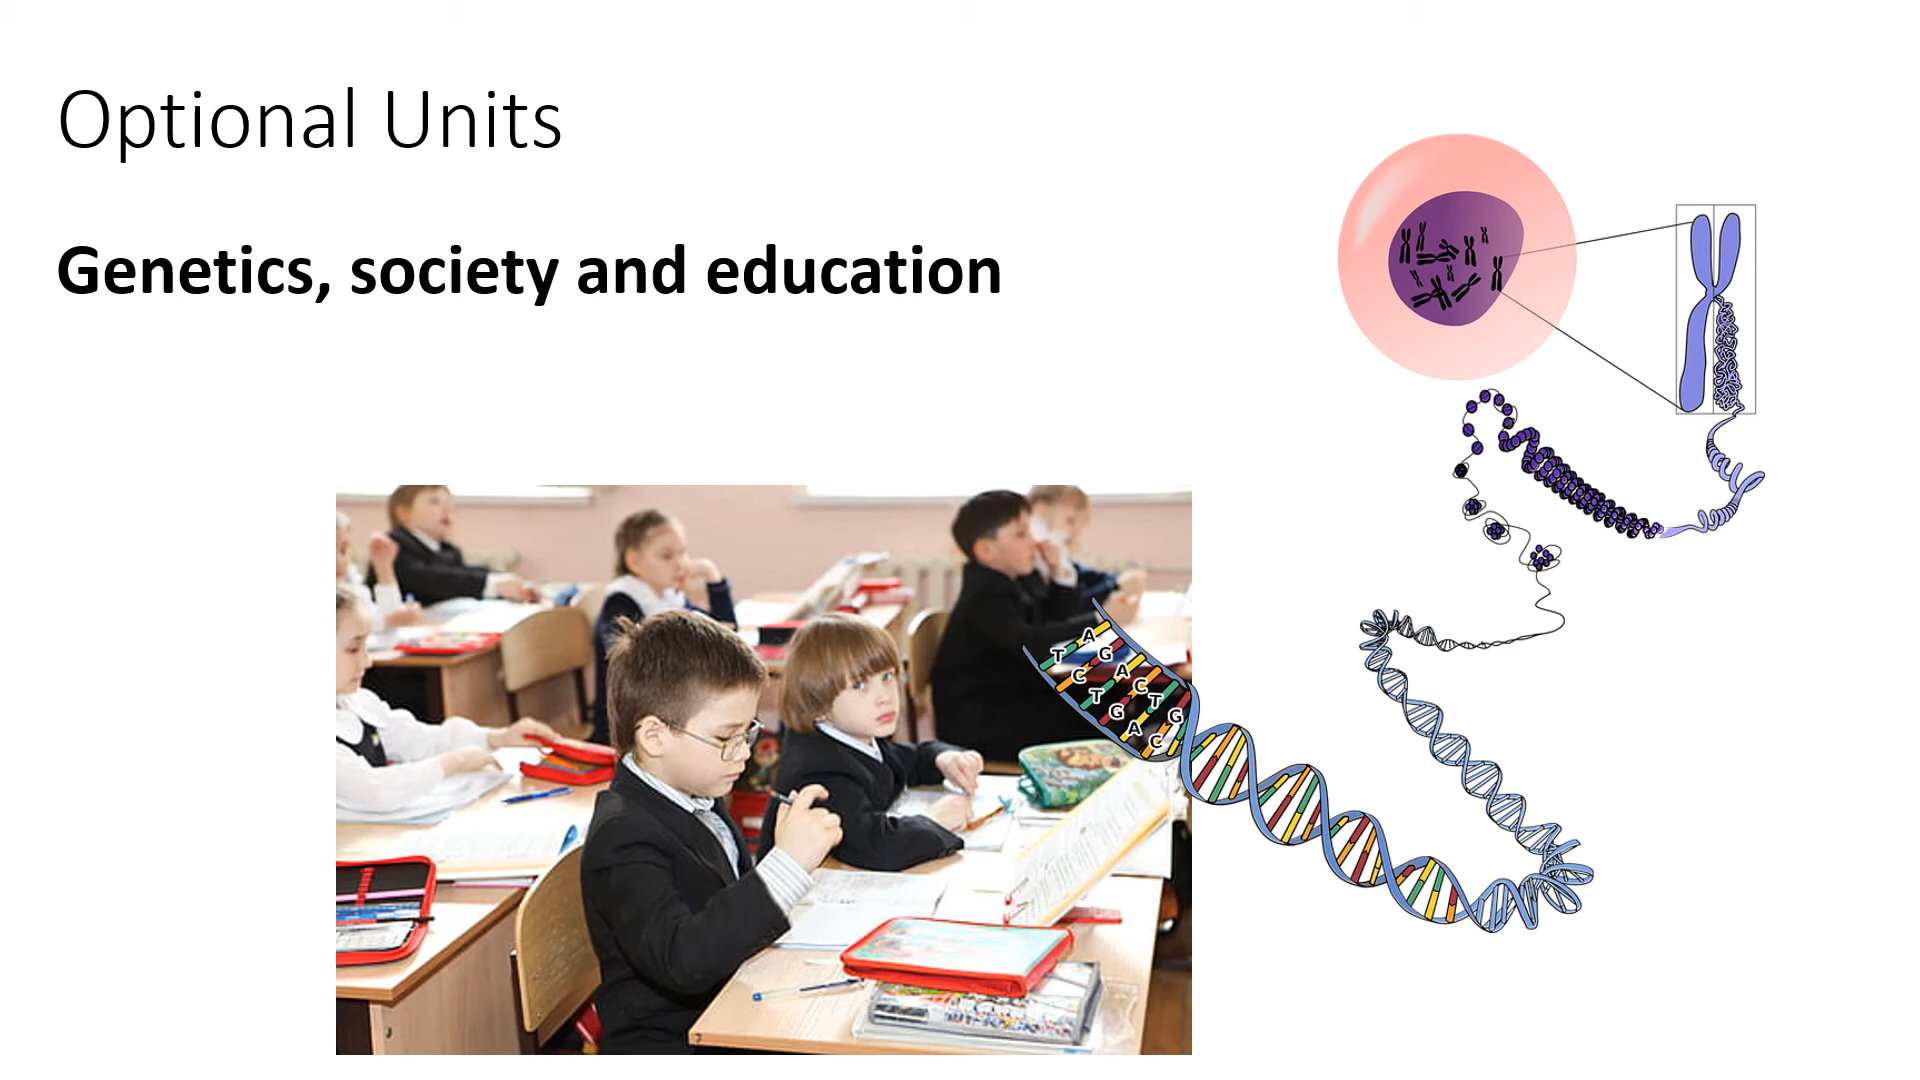 Optional Units
Genetics, society and education
A
T G
C A
T C
G T
A G
C